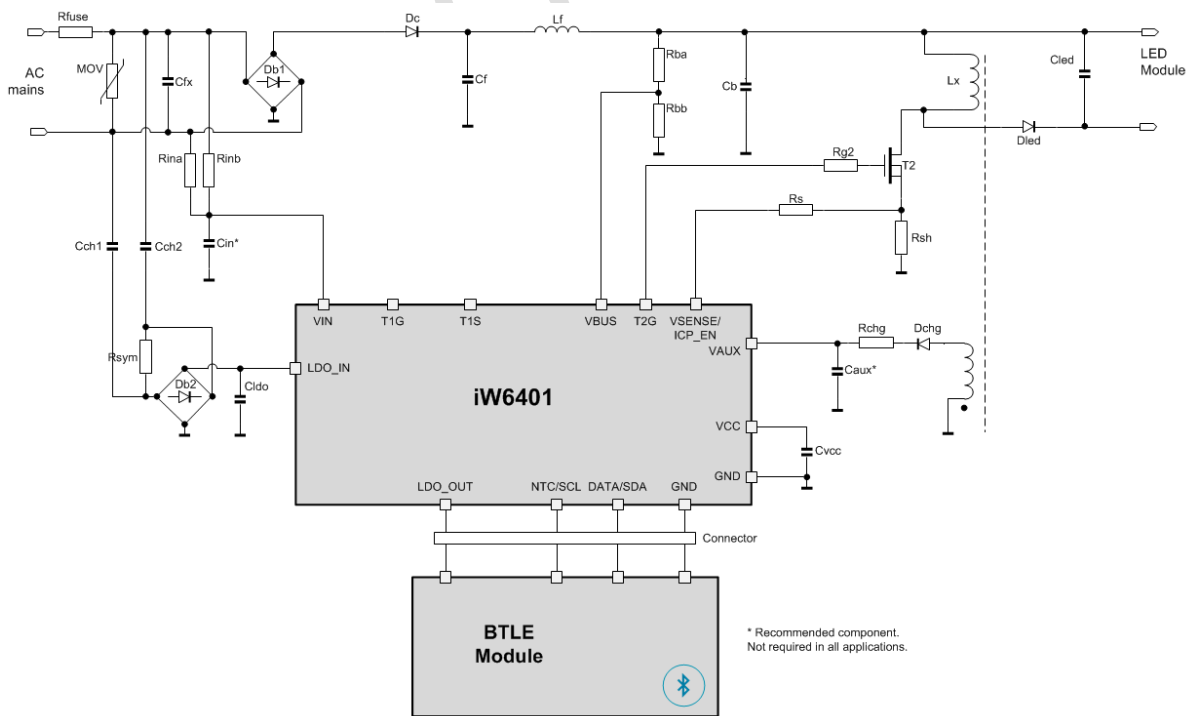 Rfuse
Dc
Lf
AC
mains
MOV
Cfx
Db1
Cf
Rba
Rbb
Cb
Lx
Cled
LED
Module
Dled
Rina
Rinb
Rg2
T2
Rs
Rsh
Cch1
Cch2
Cin*
VIN
T1G
T1S
VBUS
T2G
VSENSE/
ICP_EN
VAUX
Rchg
Dchg
Caux*
Rsym
Db2
Cldo
LDO_IN
iW6401
VCC
Cvcc
GND
LDO_OUT
NTC/SCL
DATA/SDA
GND
Connector
BTLE
Module
* Recommended component.
Not required in all applications.